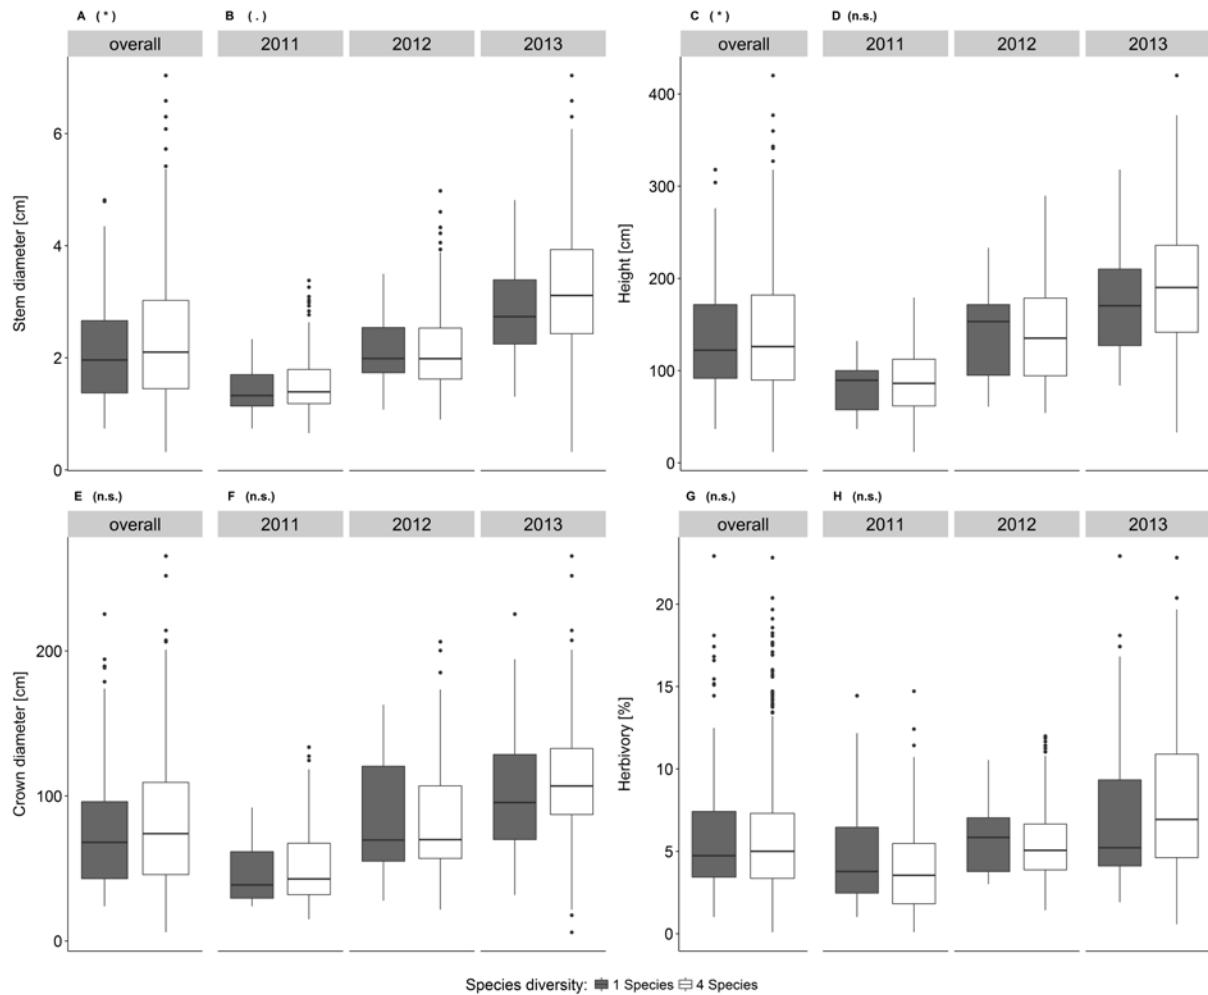 A (*)
B (.)
C (*)
D (n.s.)
overall
2011
2012
2013
overall
2011
2012
2013
Stem diameter [cm]
6
4
2
0
Height [cm]
400
300
200
100
0
E (n.s.)
F (n.s.)
G (n.s.)
H (n.s.)
overall
2011
2012
2013
overall
2011
2012
2013
Crown diameter [cm]
200
100
0
Herbivory [%]
20
15
10
5
0
Species diversity: 1 Species 4 Species